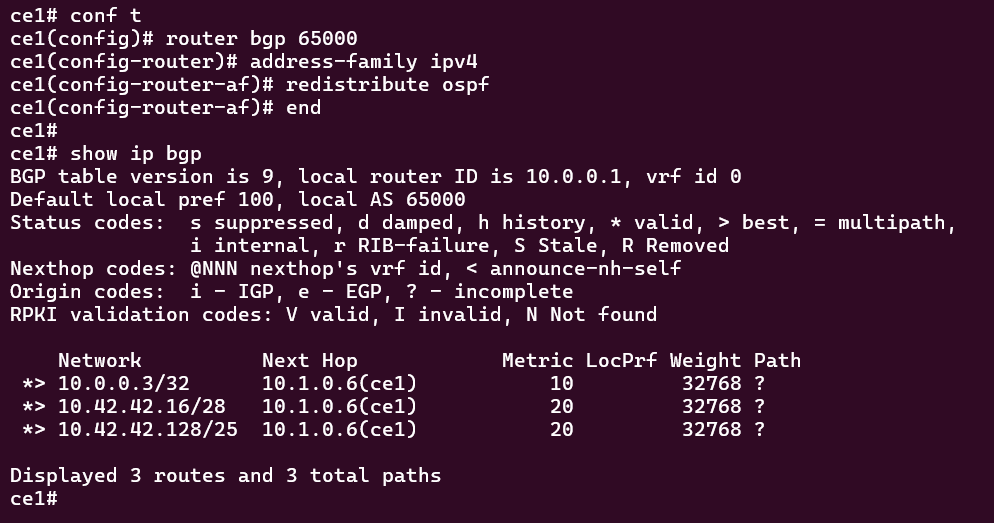 ce1# conf t
ce1(config)# router bgp 65000
ce1(config-router)# address-family ipv4
ce1(config-router-af)# redistribute ospf
ce1(config-router-af)# end
ce1#
ce1# show ip bgp
BGP table version is 9, local router ID is 10.0.0.1, vrf id 0
Default local pref 100, local AS 65000
Status codes:  s suppressed, d damped, h history, * valid, > best, = multipath,
               i internal, r RIB-failure, S Stale, R Removed
Nexthop codes: @NNN nexthop's vrf id, < announce-nh-self
Origin codes:  i - IGP, e - EGP, ? - incomplete
RPKI validation codes: V valid, I invalid, N Not found

    Network          Next Hop            Metric LocPrf Weight Path
 *> 10.0.0.3/32      10.1.0.6(ce1)           10         32768 ?
 *> 10.42.42.16/28   10.1.0.6(ce1)           20         32768 ?
 *> 10.42.42.128/25  10.1.0.6(ce1)           20         32768 ?

Displayed 3 routes and 3 total paths
ce1#